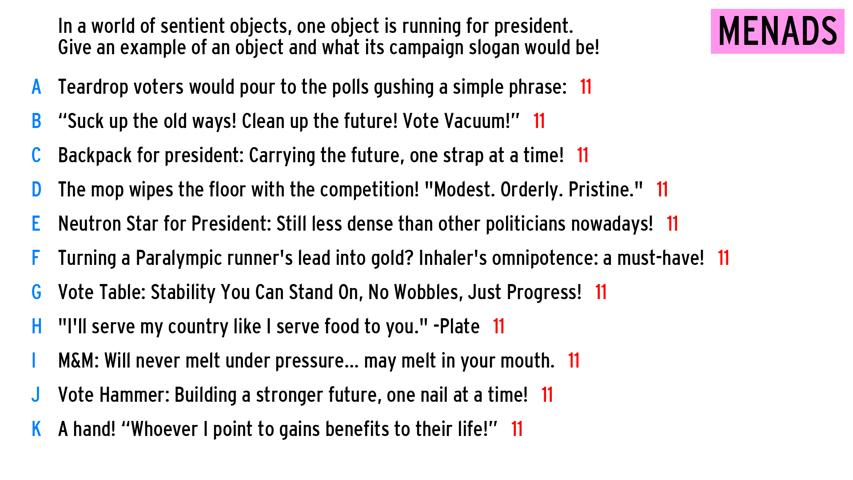 In a world of sentient objects, one object is running for president.
Give an example of an object and what its campaign slogan would be!
MENADS
A Teardrop voters would pour to the polls gushing a simple phrase: 11
B “Suck up the old ways! Clean up the future! Vote Vacuum!” 11
C Backpack for president: Carrying the future, one strap at a time! 11
D The mop wipes the floor with the competition! "Modest. Orderly. Pristine." 11
E Neutron Star for President: Still less dense than other politicians nowadays! 11
F Turning a Paralympic runner's lead into gold? Inhaler's omnipotence: a must-have! 11
G Vote Table: Stability You Can Stand On, No Wobbles, Just Progress! 11
H "I'll serve my country like I serve food to you." -Plate 11
I M&M: Will never melt under pressure... may melt in your mouth. 11
J Vote Hammer: Building a stronger future, one nail at a time! 11
K A hand! “Whoever I point to gains benefits to their life!” 11